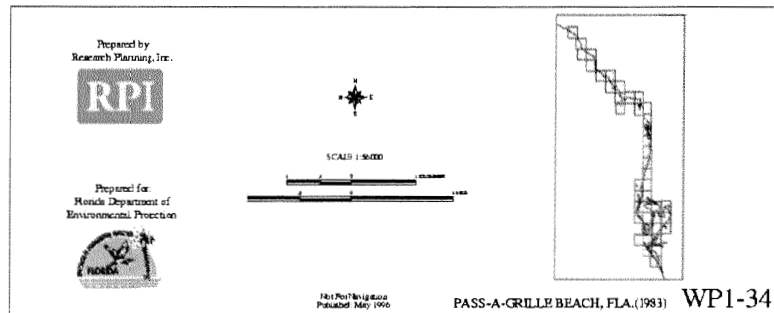 Prepared by
Research Planning, Inc.
RPI
N
W E
S
SCALE 1:56000
Prepared for:
Florida Department of
Environmental Protection
FLORIDA
Not For Navigation
Published: May 1996
PASS-A-GRILLE BEACH, FLA.(1983) WP1-34